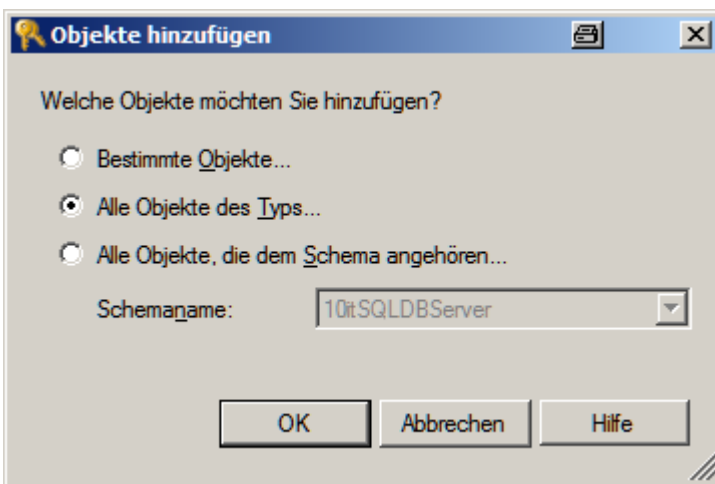 Objekte hinzufügen
Welche Objekte möchten Sie hinzufügen?
Bestimmte Objekte...
Alle Objekte des Typs...
Alle Objekte, die dem Schema angehören...
Schemaname: 10itSQLDBServer
OK Abbrechen Hilfe